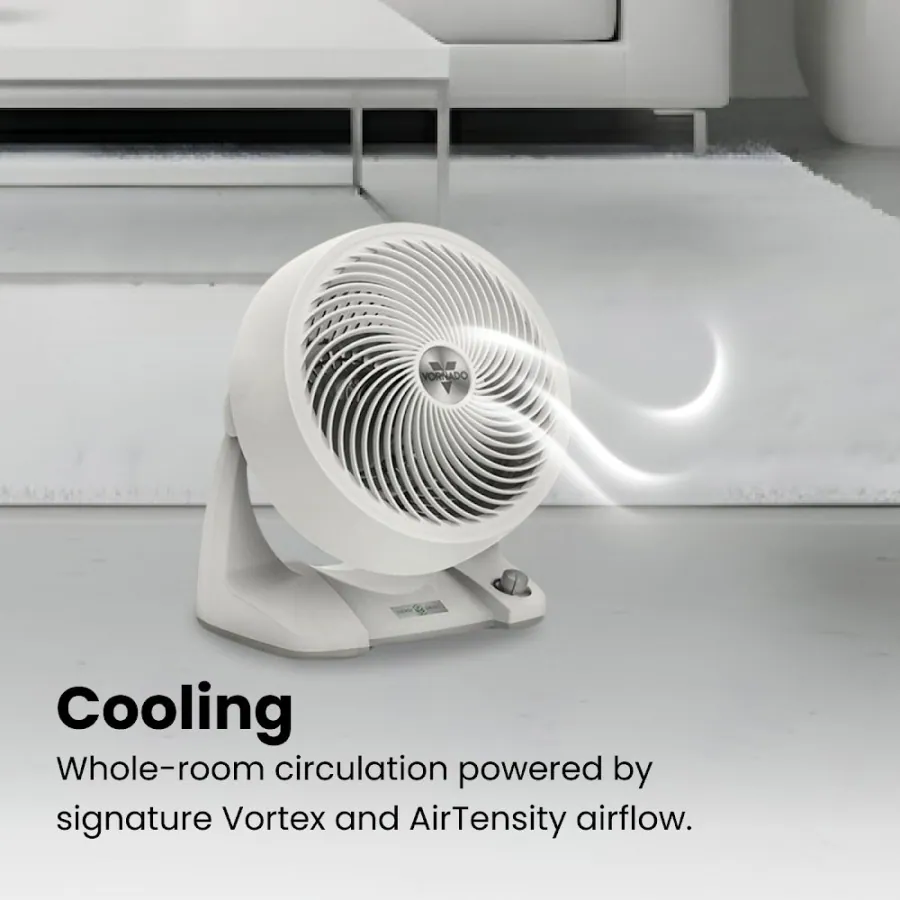 VORNADO
Cooling
Whole-room circulation powered by
signature Vortex and AirTensity airflow.